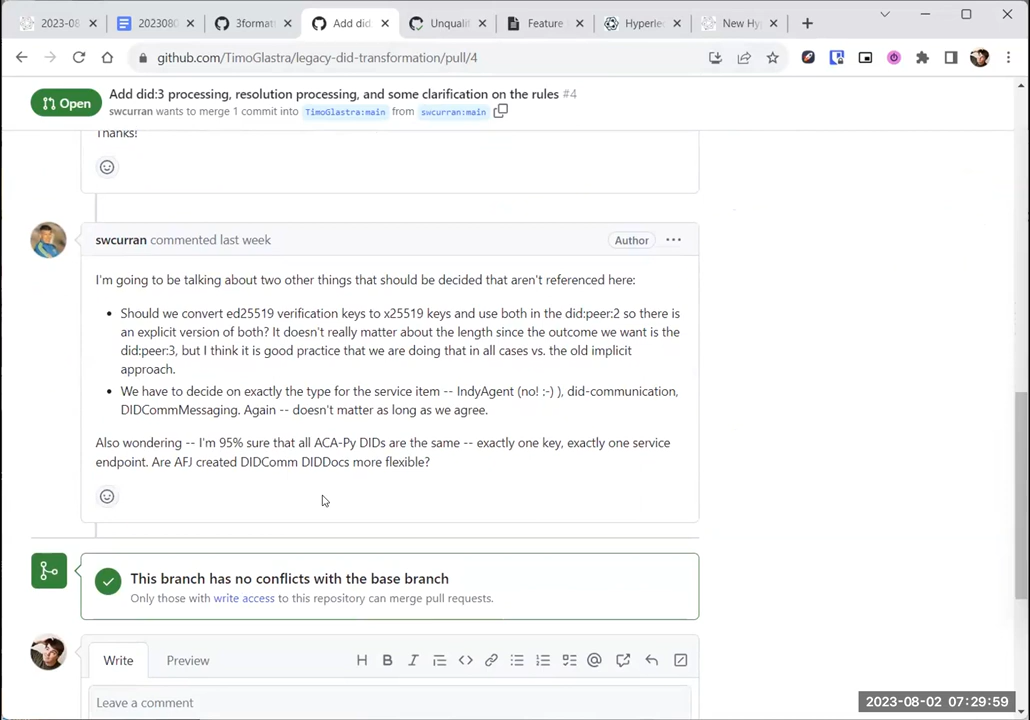 2023-08
2023080
3format
Add did:
Unquali
Feature
Hyperle
New Hy
github.com/TimoGlastra/legacy-did-transformation/pull/4
Open
Add did:3 processing, resolution processing, and some clarification on the rules #4
swcurran wants to merge 1 commit into TimoGlastra:main from swcurran:main
Thanks!
swcurran commented last week
Author
I'm going to be talking about two other things that should be decided that aren't referenced here:
• Should we convert ed25519 verification keys to x25519 keys and use both in the did:peer:2 so there is
an explicit version of both? It doesn't really matter about the length since the outcome we want is the
did:peer:3, but I think it is good practice that we are doing that in all cases vs. the old implicit
approach.
• We have to decide on exactly the type for the service item -- IndyAgent (no! :-) ), did-communication,
DIDCommMessaging. Again -- doesn't matter as long as we agree.
Also wondering -- I'm 95% sure that all ACA-Py DIDs are the same -- exactly one key, exactly one service
endpoint. Are AFJ created DIDComm DIDDocs more flexible?
This branch has no conflicts with the base branch
Only those with write access to this repository can merge pull requests.
Write
Preview
Leave a comment
2023-08-02 07:29:59